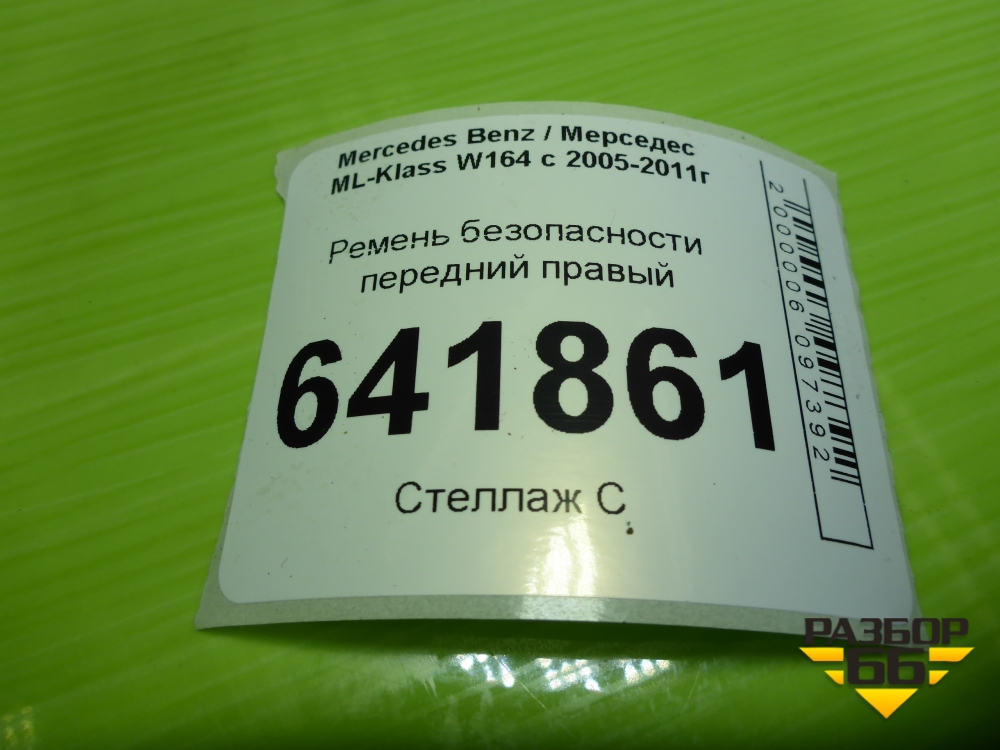 Mercedes Benz / Мерседес
ML-Klass W164 с 2005-2011г
Ремень безопасности
передний правый
641861
Стеллаж С
2000006097392
РАЗБОР
66